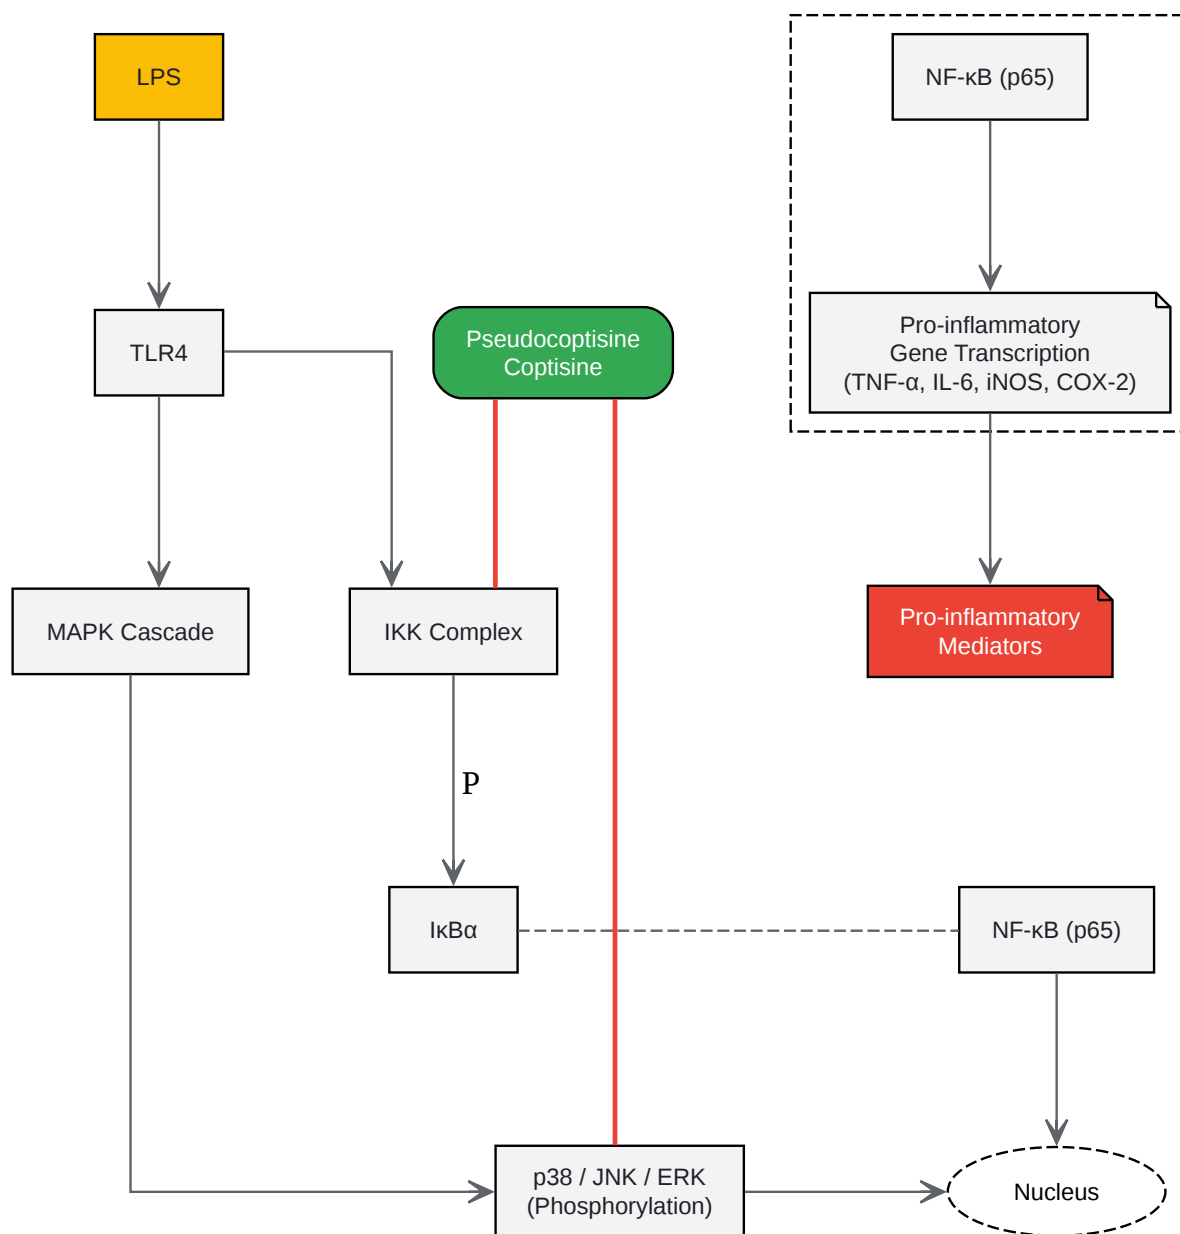 LPS
NF-κB (p65)
TLR4
Pseudocoptisine
Coptisine
Pro-inflammatory
Gene Transcription
(TNF-α, IL-6, iNOS, COX-2)
MAPK Cascade
IKK Complex
Pro-inflammatory
Mediators
P
IκBα
NF-κB (p65)
p38 / JNK / ERK
(Phosphorylation)
Nucleus